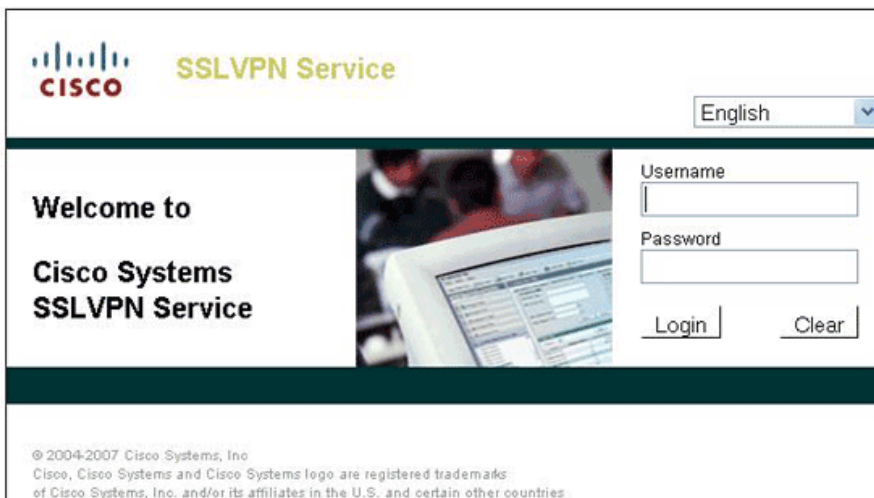 CISCO
SSLVPN Service
English
Welcome to
Cisco Systems
SSLVPN Service
Username
Password
Login
Clear
© 2004-2007 Cisco Systems, Inc
Cisco, Cisco Systems and Cisco Systems logo are registered trademarks
of Cisco Systems, Inc. and/or its affiliates in the U.S. and certain other countries